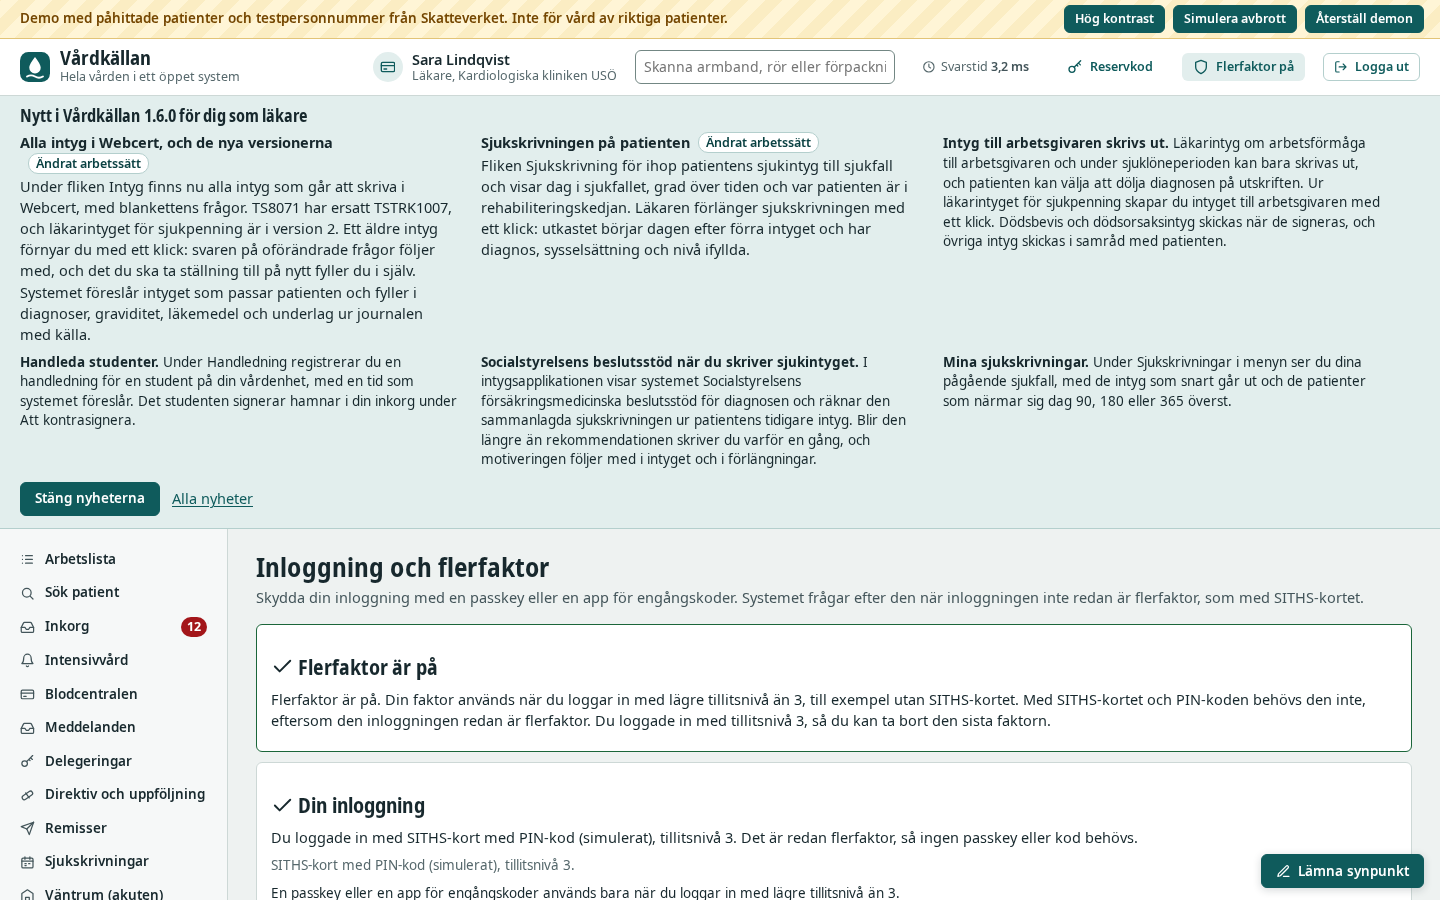 Demo med påhittade patienter och testpersonnummer från Skatteverket. Inte för vård av riktiga patienter.
Hög kontrast
Simulera avbrott
Återställ demon
Vårdkällan
Hela vården i ett öppet system
Sara Lindqvist
Läkare, Kardiologiska kliniken USÖ
Skanna armband, rör eller förpackni
Svarstid 3,2 ms
Reservkod
Flerfaktor på
Logga ut
Nytt i Vårdkällan 1.6.0 för dig som läkare
Alla intyg i Webcert, och de nya versionerna
Ändrat arbetssätt
Under fliken Intyg finns nu alla intyg som går att skriva i
Webcert, med blankettens frågor. TS8071 har ersatt TSTRK1007,
och läkarintyget för sjukpenning är i version 2. Ett äldre intyg
förnyar du med ett klick: svaren på oförändrade frågor följer
med, och det du ska ta ställning till på nytt fyller du i själv.
Systemet föreslår intyget som passar patienten och fyller i
diagnoser, graviditet, läkemedel och underlag ur journalen
med källa.
Sjukskrivningen på patienten
Ändrat arbetssätt
Fliken Sjukskrivning för ihop patientens sjukintyg till sjukfall
och visar dag i sjukfallet, grad över tiden och var patienten är i
rehabiliteringskedjan. Läkaren förlänger sjukskrivningen med
ett klick: utkastet börjar dagen efter förra intyget och har
diagnos, sysselsättning och nivå ifyllda.
Intyg till arbetsgivaren skrivs ut. Läkarintyg om arbetsförmåga
till arbetsgivaren och under sjuklöneperioden kan bara skrivas ut,
och patienten kan välja att dölja diagnosen på utskriften. Ur
läkarintyget för sjukpenning skapar du intyget till arbetsgivaren med
ett klick. Dödsbevis och dödsorsaksintyg skickas när de signeras, och
övriga intyg skickas i samråd med patienten.
Handleda studenter. Under Handledning registrerar du en
handledning för en student på din vårdenhet, med en tid som
systemet föreslår. Det studenten signerar hamnar i din inkorg under
Att kontrasignera.
Socialstyrelsens beslutsstöd när du skriver sjukintyget. I
intygsapplikationen visar systemet Socialstyrelsens
försäkringsmedicinska beslutsstöd för diagnosen och räknar den
sammanlagda sjukskrivningen ur patientens tidigare intyg. Blir den
längre än rekommendationen skriver du varför en gång, och
motiveringen följer med i intyget och i förlängningar.
Mina sjukskrivningar. Under Sjukskrivningar i menyn ser du dina
pågående sjukfall, med de intyg som snart går ut och de patienter
som närmar sig dag 90, 180 eller 365 överst.
Stäng nyheterna
Alla nyheter
Arbetslista
Sök patient
Inkorg
12
Intensivvård
Blodcentralen
Meddelanden
Delegeringar
Direktiv och uppföljning
Remisser
Sjukskrivningar
Väntrum (akuten)
Inloggning och flerfaktor
Skydda din inloggning med en passkey eller en app för engångskoder. Systemet frågar efter den när inloggningen inte redan är flerfaktor, som med SITHS-kortet.
Flerfaktor är på
Flerfaktor är på. Din faktor används när du loggar in med lägre tillitsnivå än 3, till exempel utan SITHS-kortet. Med SITHS-kortet och PIN-koden behövs den inte,
eftersom den inloggningen redan är flerfaktor. Du loggade in med tillitsnivå 3, så du kan ta bort den sista faktorn.
Din inloggning
Du loggade in med SITHS-kort med PIN-kod (simulerat), tillitsnivå 3. Det är redan flerfaktor, så ingen passkey eller kod behövs.
SITHS-kort med PIN-kod (simulerat), tillitsnivå 3.
En passkey eller en app för engångskoder används bara när du loggar in med lägre tillitsnivå än 3.
Lämna synpunkt